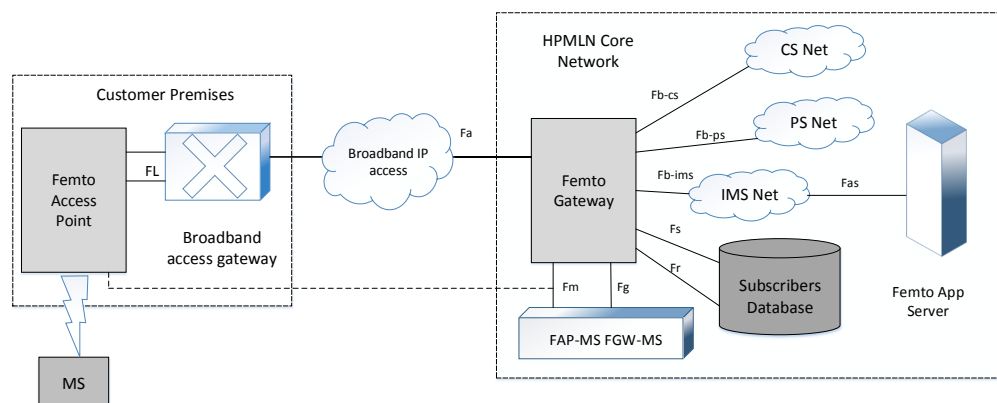 Customer Premises
Femto
Access
Point
FL
Broadband
access gateway
MS
Broadband IP
access
Fa
HPMLN Core
Network
Femto
Gateway
Fb-cs
CS Net
Fb-ps
PS Net
Fb-ims
IMS Net
Fas
Fs
Fr
Subscribers
Database
Femto App
Server
Fm
Fg
FAP-MS FGW-MS